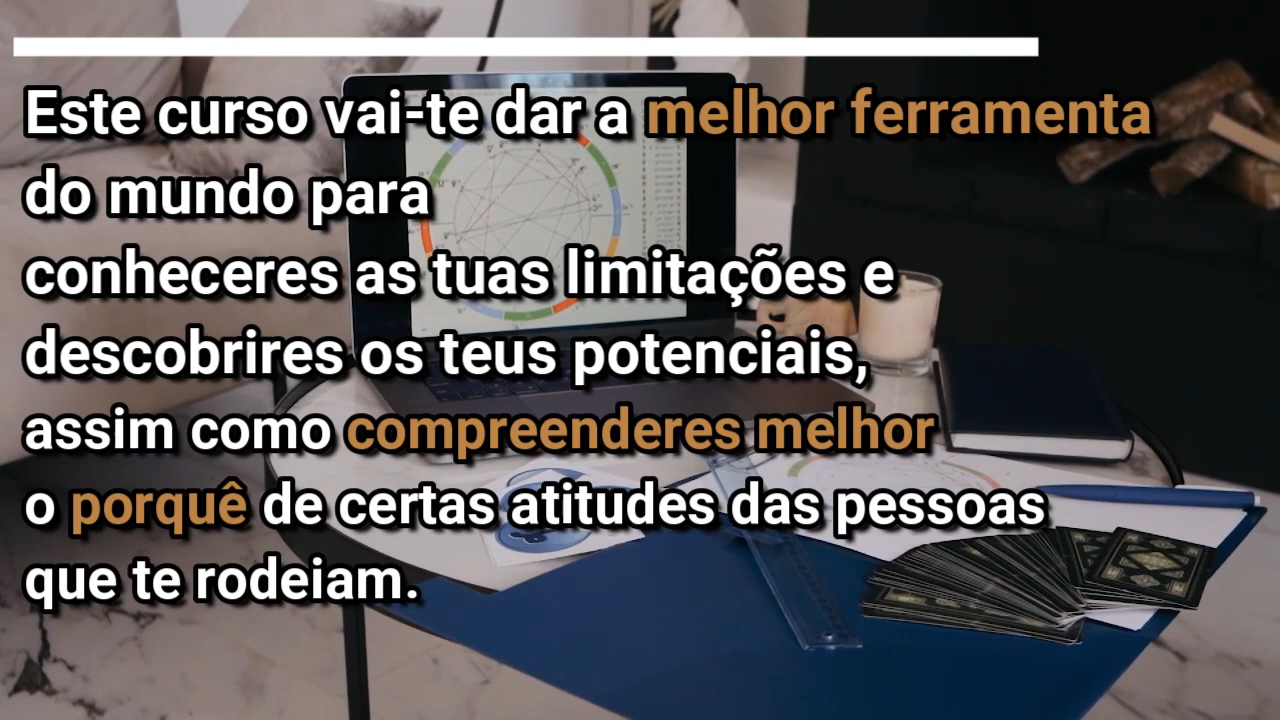 Este curso vai-te dar a melhor ferramenta
do mundo para
conheceres as tuas limitações e
descobrires os teus potenciais,
assim como compreenderes melhor
o porquê de certas atitudes das pessoas
que te rodeiam.